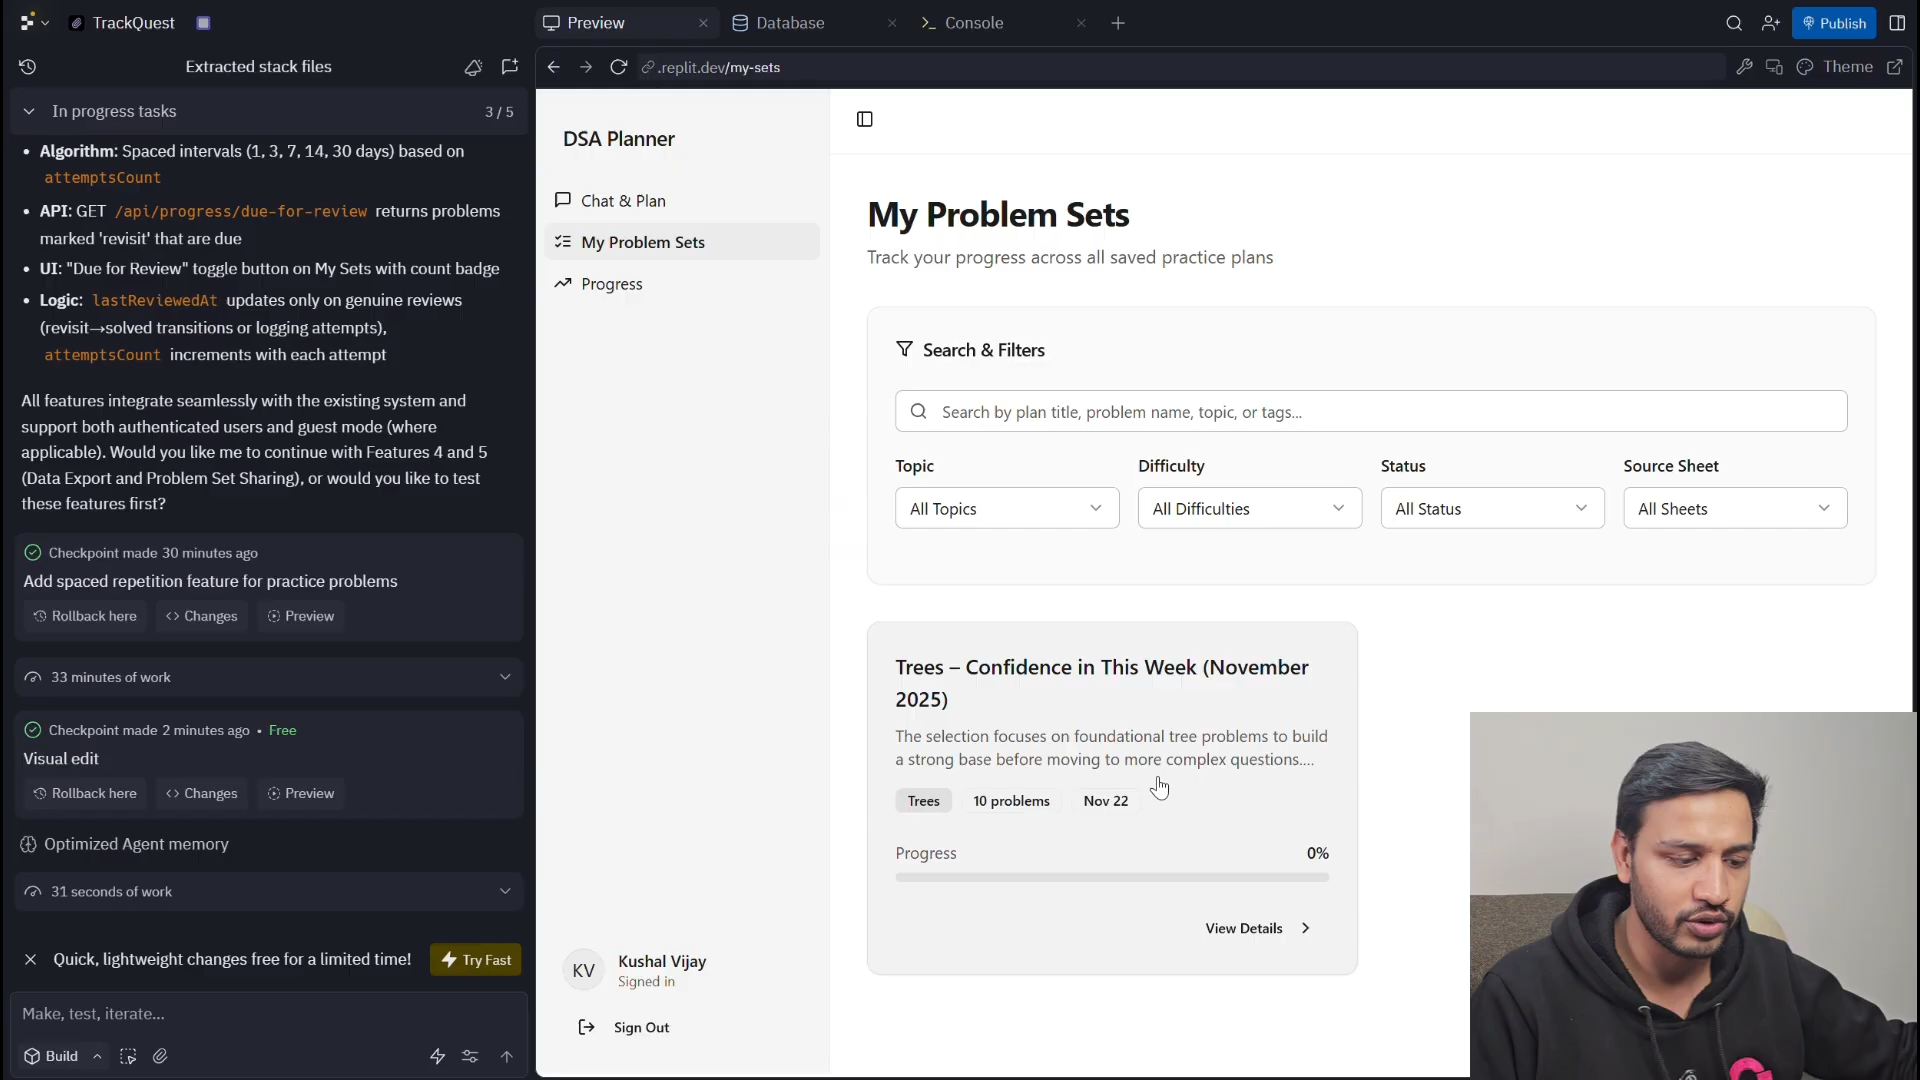 TrackQuest
Preview
Database
Console
Publish
Extracted stack files
.replit.dev/my-sets
Theme
In progress tasks
3 / 5
• Algorithm: Spaced intervals (1, 3, 7, 14, 30 days) based on
attemptsCount
• API: GET /api/progress/due-for-review returns problems
marked 'revisit' that are due
• UI: "Due for Review" toggle button on My Sets with count badge
• Logic: lastReviewedAt updates only on genuine reviews
(revisit→solved transitions or logging attempts),
attemptsCount increments with each attempt
All features integrate seamlessly with the existing system and
support both authenticated users and guest mode (where
applicable). Would you like me to continue with Features 4 and 5
(Data Export and Problem Set Sharing), or would you like to test
these features first?
Checkpoint made 30 minutes ago
Add spaced repetition feature for practice problems
Rollback here
<> Changes
Preview
33 minutes of work
Checkpoint made 2 minutes ago • Free
Visual edit
Rollback here
<> Changes
Preview
Optimized Agent memory
31 seconds of work
Quick, lightweight changes free for a limited time!
Try Fast
Make, test, iterate...
Build
DSA Planner
Chat & Plan
My Problem Sets
Progress
KV
Kushal Vijay
Signed in
Sign Out
My Problem Sets
Track your progress across all saved practice plans
Search & Filters
Search by plan title, problem name, topic, or tags...
Topic
Difficulty
Status
Source Sheet
All Topics
All Difficulties
All Status
All Sheets
Trees – Confidence in This Week (November
2025)
The selection focuses on foundational tree problems to build
a strong base before moving to more complex questions....
Trees
10 problems
Nov 22
Progress
0%
View Details